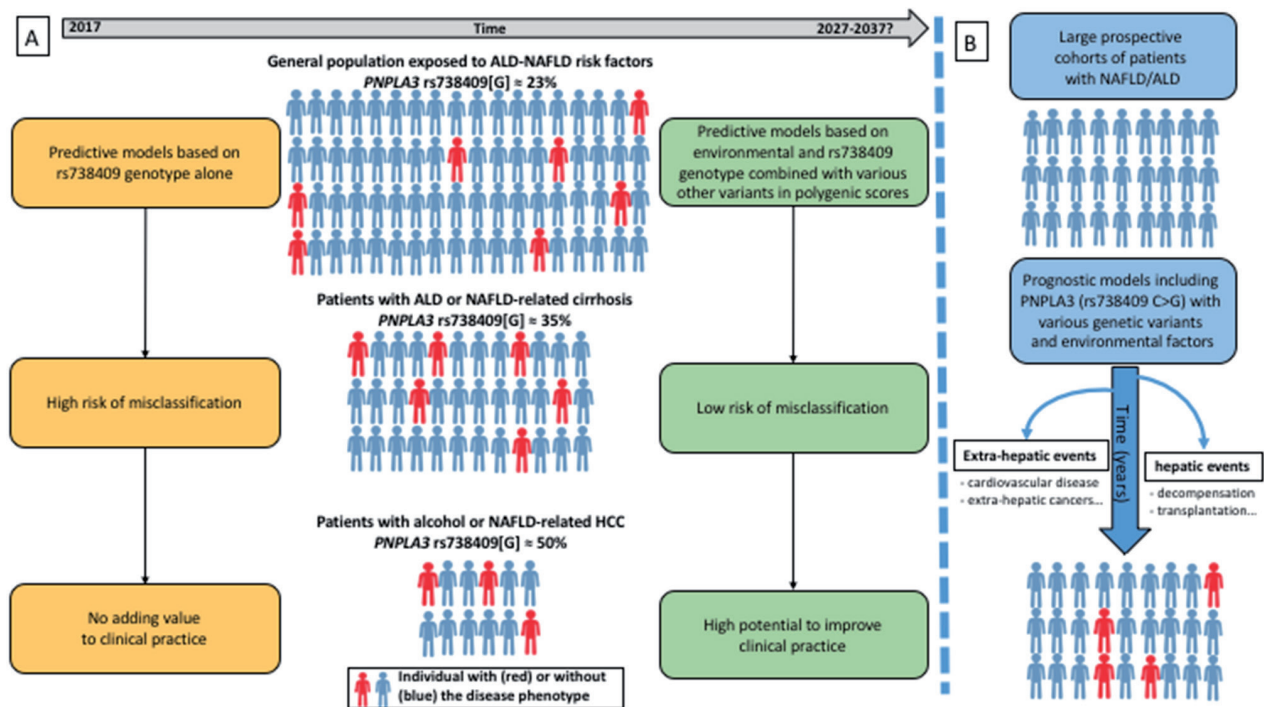 A
2017
Time
2027-2037?
General population exposed to ALD-NAFLD risk factors
PNPLA3 rs738409[G] ≈ 23%
Predictive models based on
rs738409 genotype alone
High risk of misclassification
No adding value
to clinical practice
Patients with ALD or NAFLD-related cirrhosis
PNPLA3 rs738409[G] ≈ 35%
Patients with alcohol or NAFLD-related HCC
PNPLA3 rs738409[G] ≈ 50%
Individual with (red) or without
(blue) the disease phenotype
Predictive models based on
environmental and rs738409
genotype combined with various
other variants in polygenic scores
Low risk of misclassification
High potential to improve
clinical practice
B
Large prospective
cohorts of patients
with NAFLD/ALD
Prognostic models including
PNPLA3 (rs738409 C>G) with
various genetic variants
and environmental factors
Time (years)
Extra-hepatic events
- cardiovascular disease
- extra-hepatic cancers...
hepatic events
- decompensation
- transplantation...